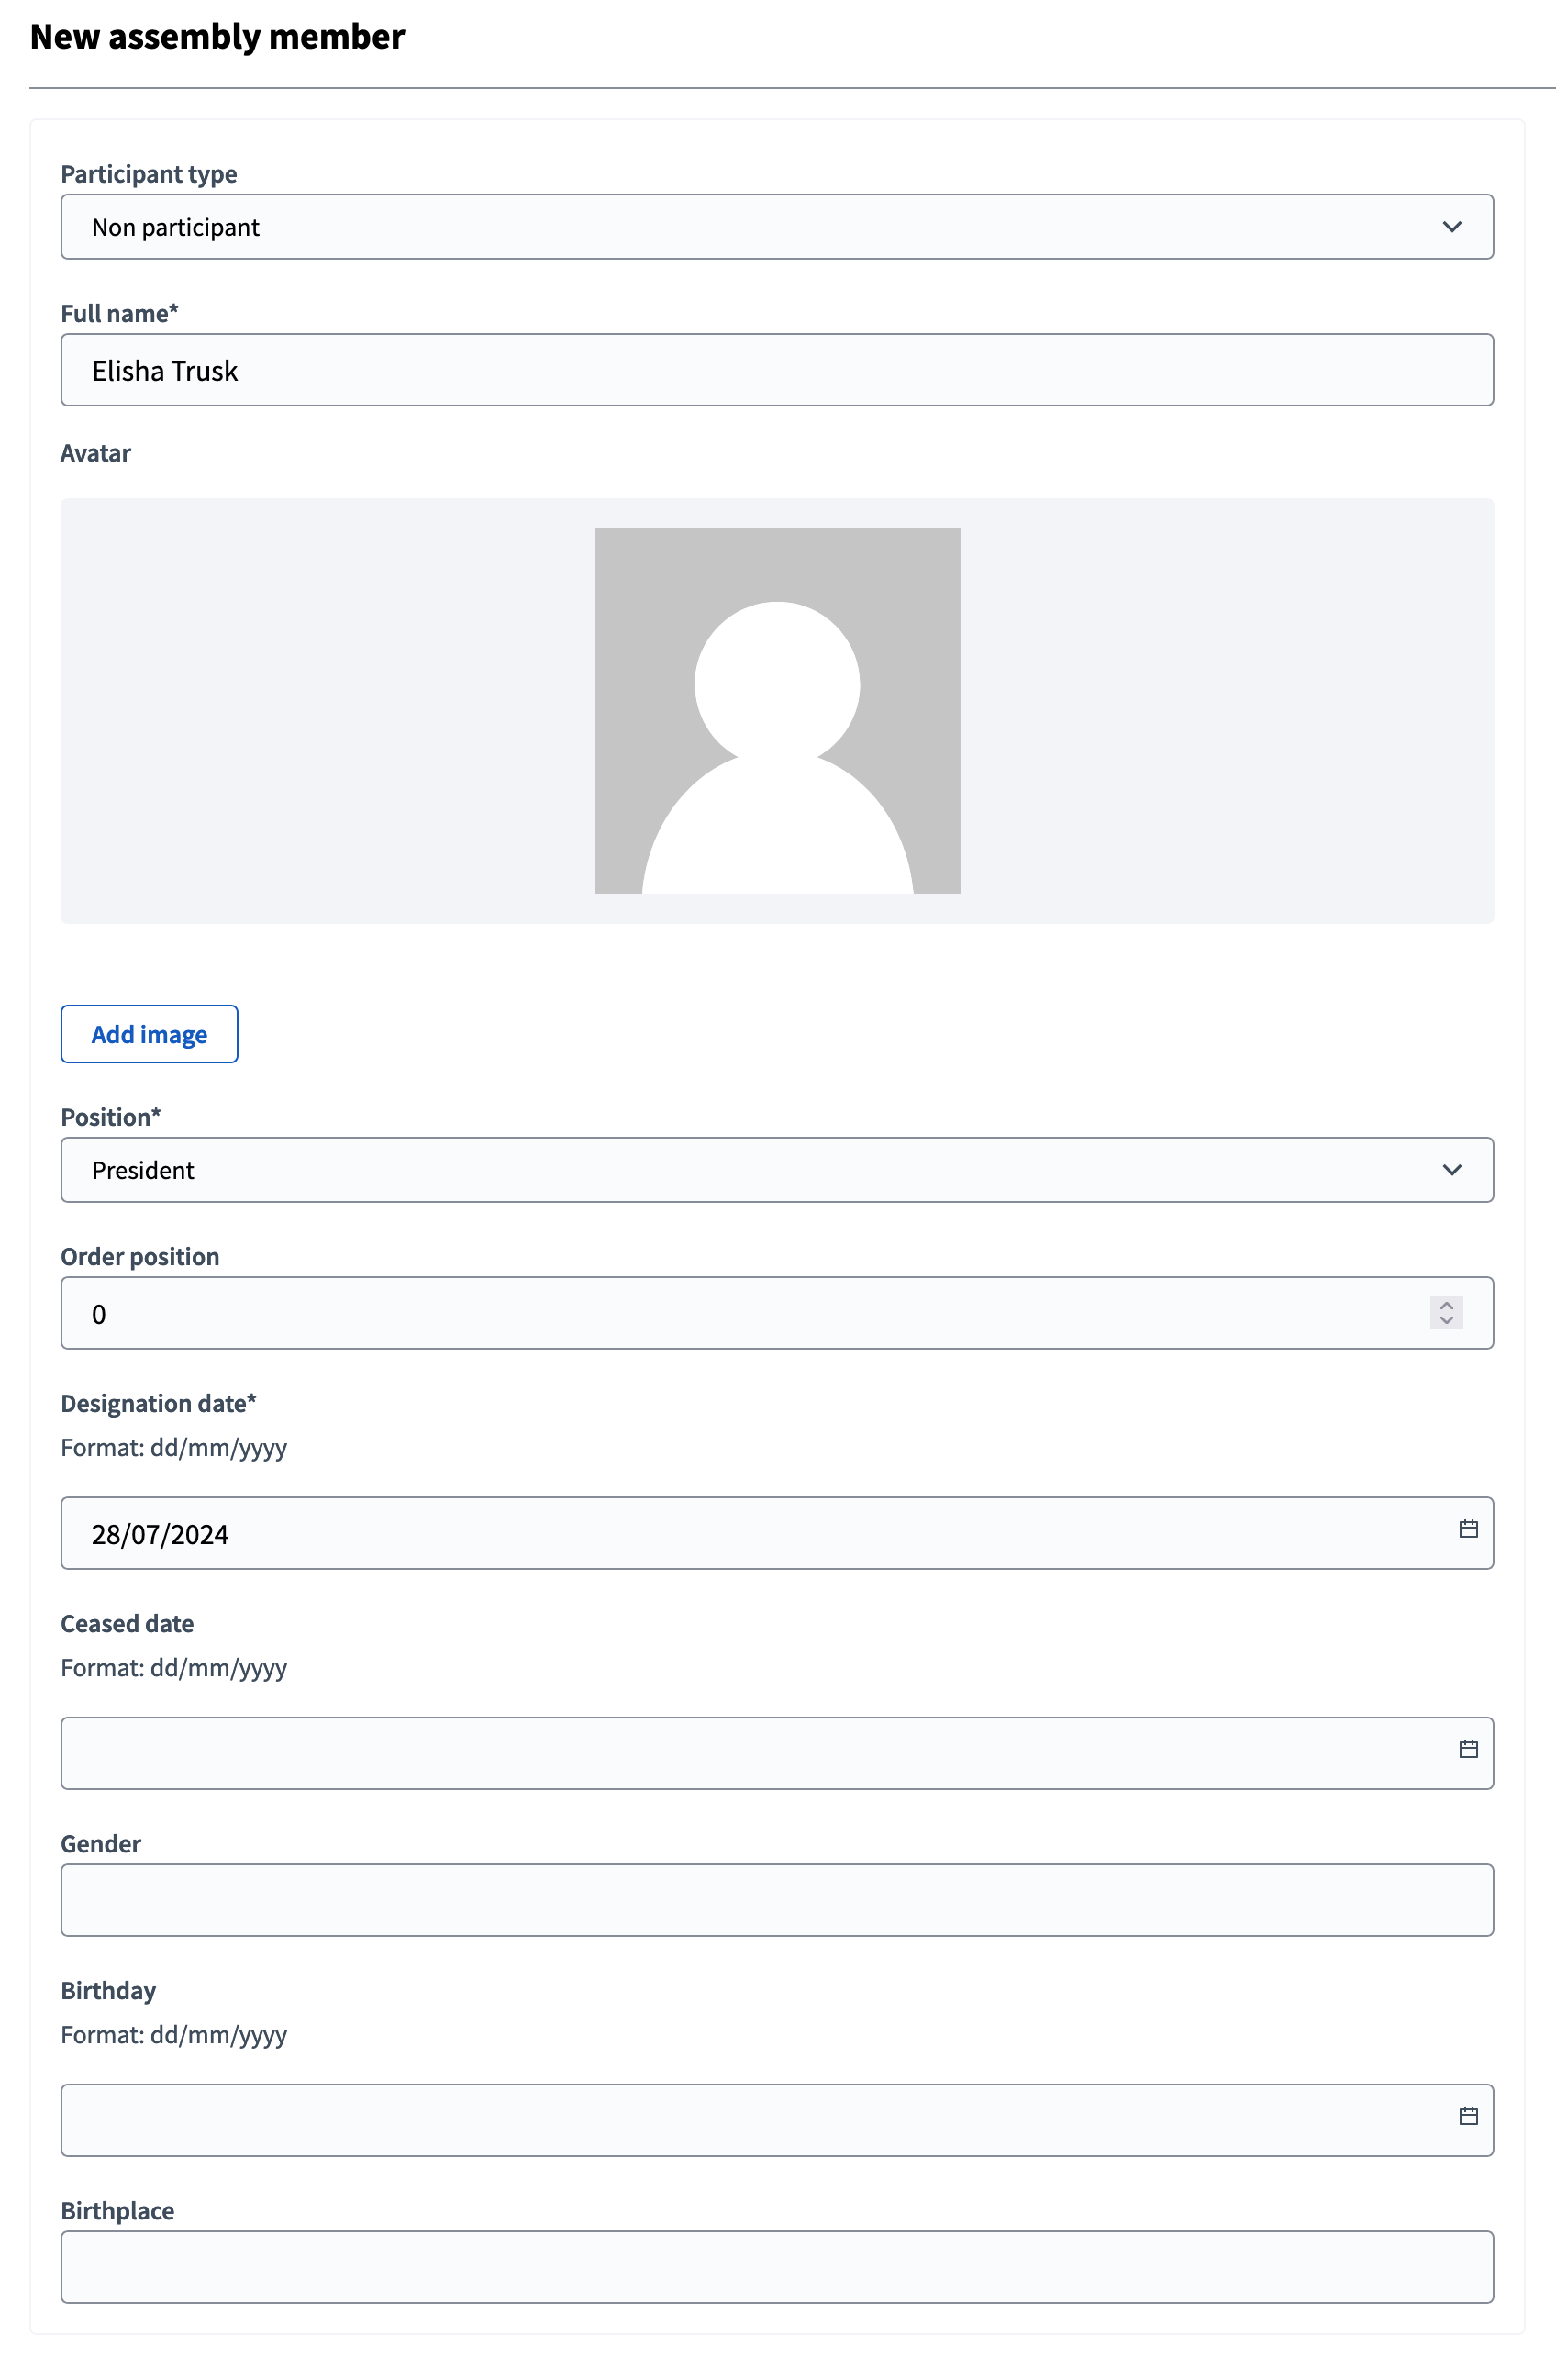 New assembly member
Participant type
Non participant
Full name*
Elisha Trusk
Avatar
Add image
Position*
President
Order position
0
Designation date*
Format: dd/mm/yyyy
28/07/2024
Ceased date
Format: dd/mm/yyyy
Gender
Birthday
Format: dd/mm/yyyy
Birthplace